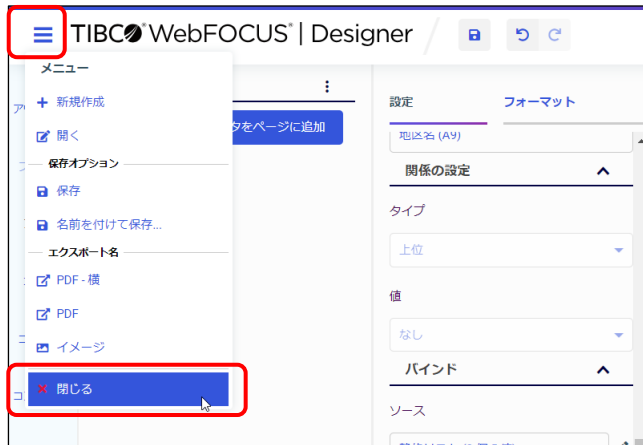 TIBCO® WebFOCUS® | Designer
メニュー
新規作成
開く
保存オプション
保存
名前を付けて保存...
エクスポート名
PDF - 横
PDF
イメージ
閉じる
タをページに追加
設定
フォーマット
地区名 (A9)
関係の設定
タイプ
上位
値
なし
バインド
ソース